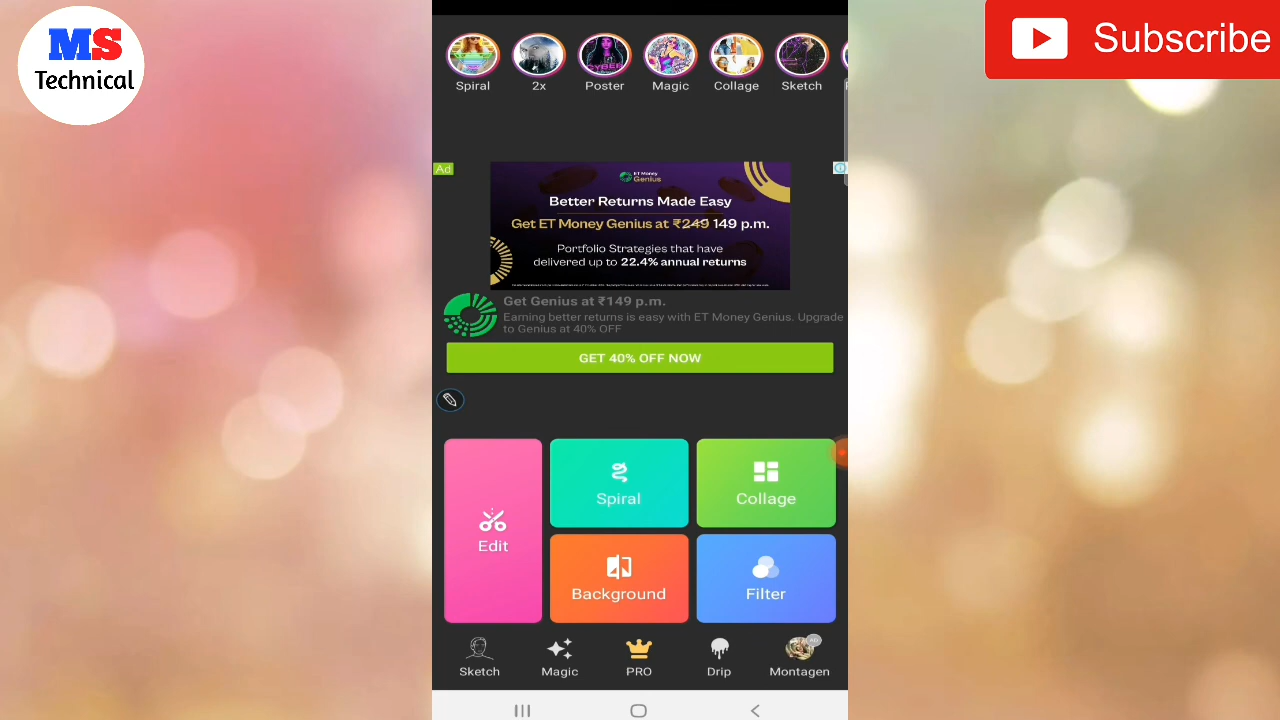 MS
Technical
Subscribe
Spiral
2x
Poster
Magic
Collage
Sketch
Ad
ET Money
Genius
Better Returns Made Easy
Get ET Money Genius at ₹249 149 p.m.
Portfolio Strategies that have
delivered up to 22.4% annual returns
Get Genius at ₹149 p.m.
Earning better returns is easy with ET Money Genius. Upgrade
to Genius at 40% OFF
GET 40% OFF NOW
Edit
Spiral
Collage
Background
Filter
AD
Sketch
Magic
PRO
Drip
Montagen